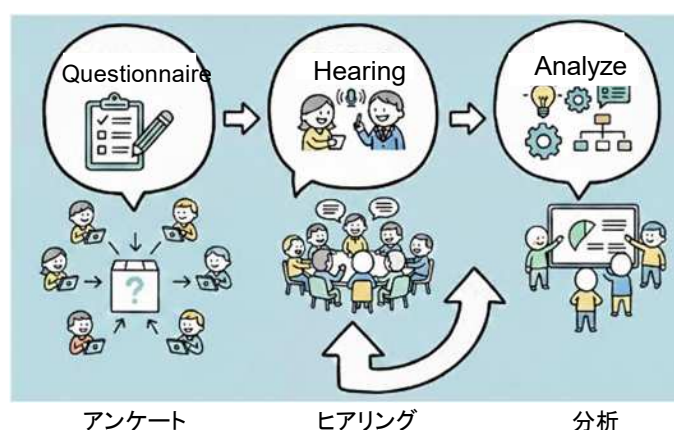 Questionnaire
Hearing
Analyze
?
アンケート
ヒアリング
分析